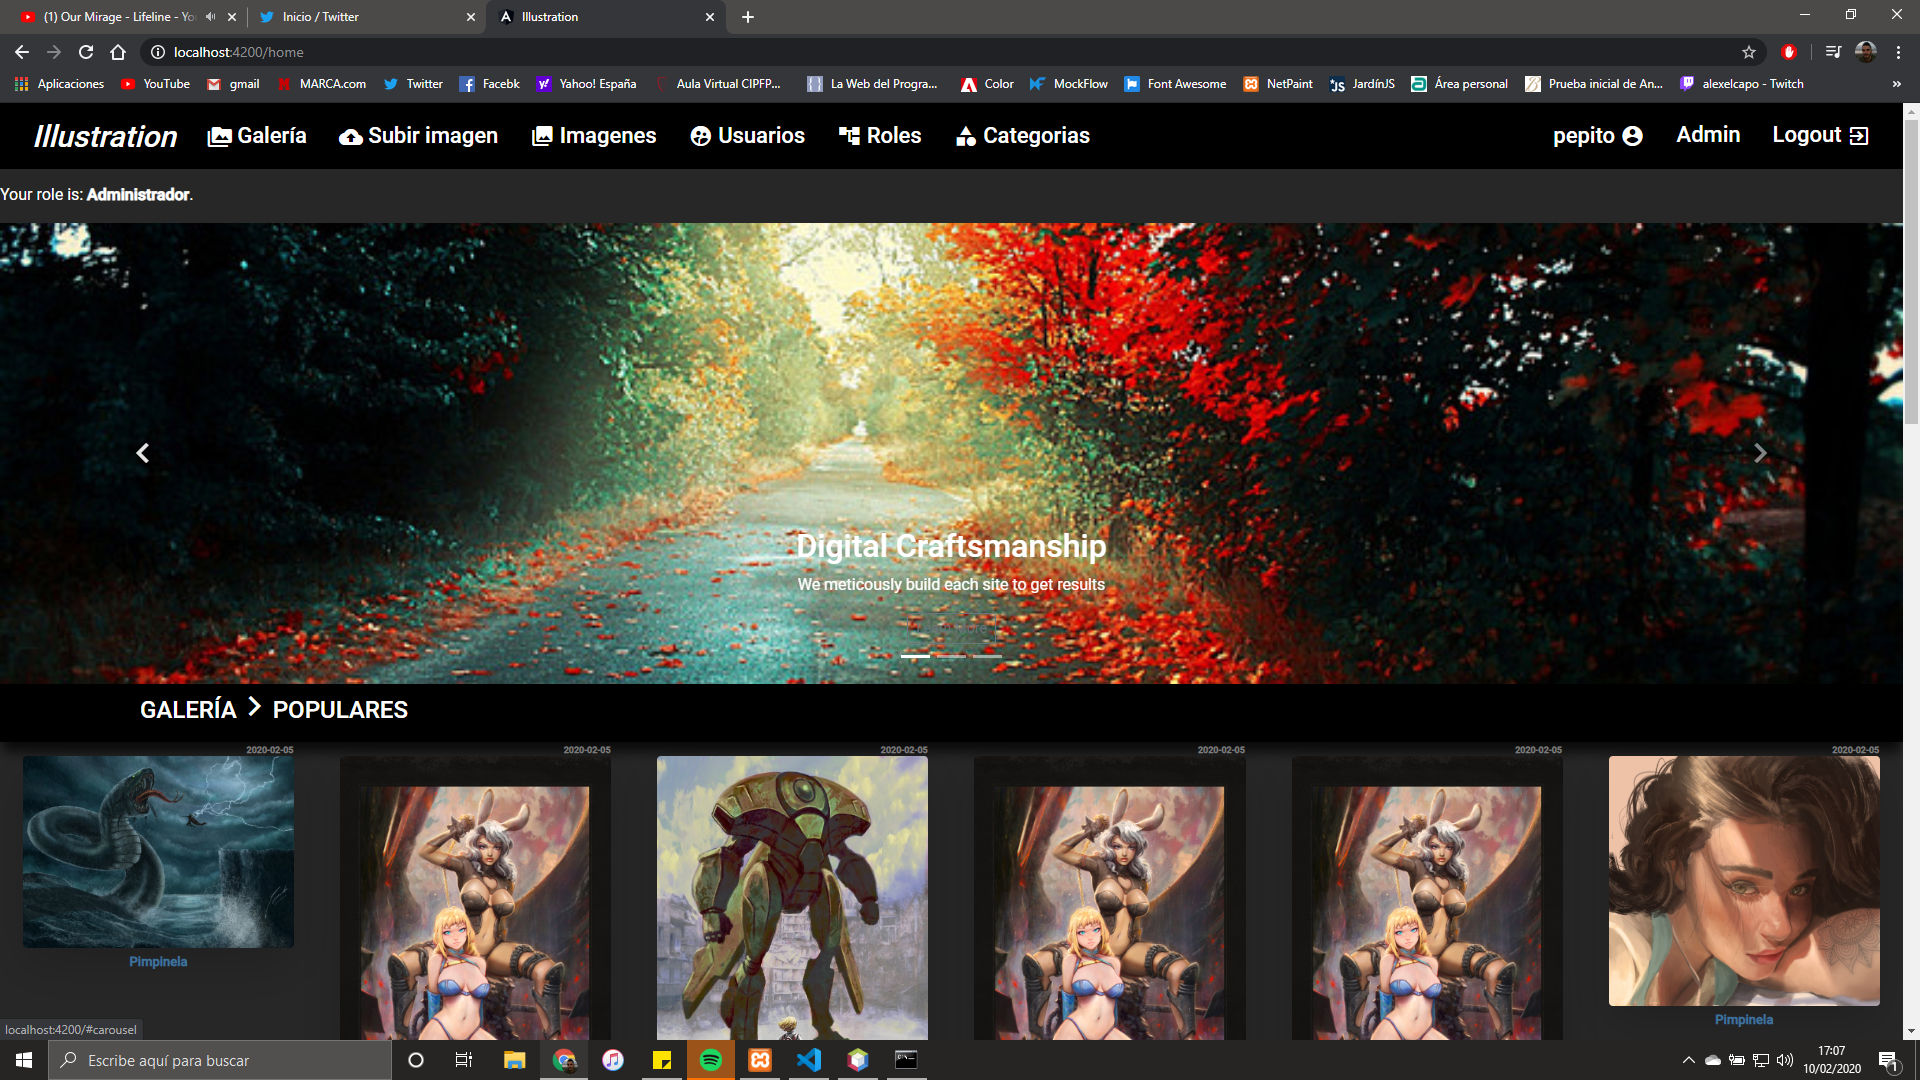 (1) Our Mirage - Lifeline - Yo
Inicio / Twitter
Illustration
localhost:4200/home
Aplicaciones
YouTube
gmail
MARCA.com
Twitter
Facebk
Yahoo! España
Aula Virtual CIPFP...
La Web del Progra...
Color
MockFlow
Font Awesome
NetPaint
JardínJS
Área personal
Prueba inicial de An...
alexelcapo - Twitch
»
Illustration
Galería
Subir imagen
Imagenes
Usuarios
Roles
Categorias
pepito
Admin
Logout
Your role is: Administrador.
Digital Craftsmanship
We meticously build each site to get results
GALERÍA
POPULARES
2020-02-05
2020-02-05
2020-02-05
2020-02-05
2020-02-05
2020-02-05
Pimpinela
Pimpinela
localhost:4200/#carousel
Escribe aquí para buscar
17:07
10/02/2020
1